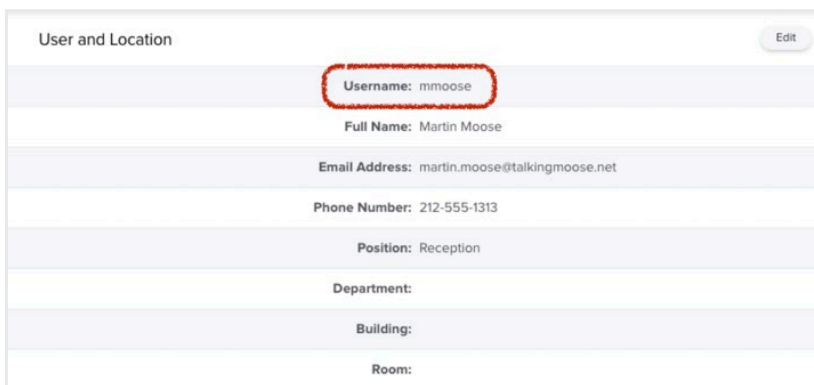 User and Location
Edit
Username: mmoose
Full Name: Martin Moose
Email Address: martin.moose@talkingmoose.net
Phone Number: 212-555-1313
Position: Reception
Department:
Building:
Room: